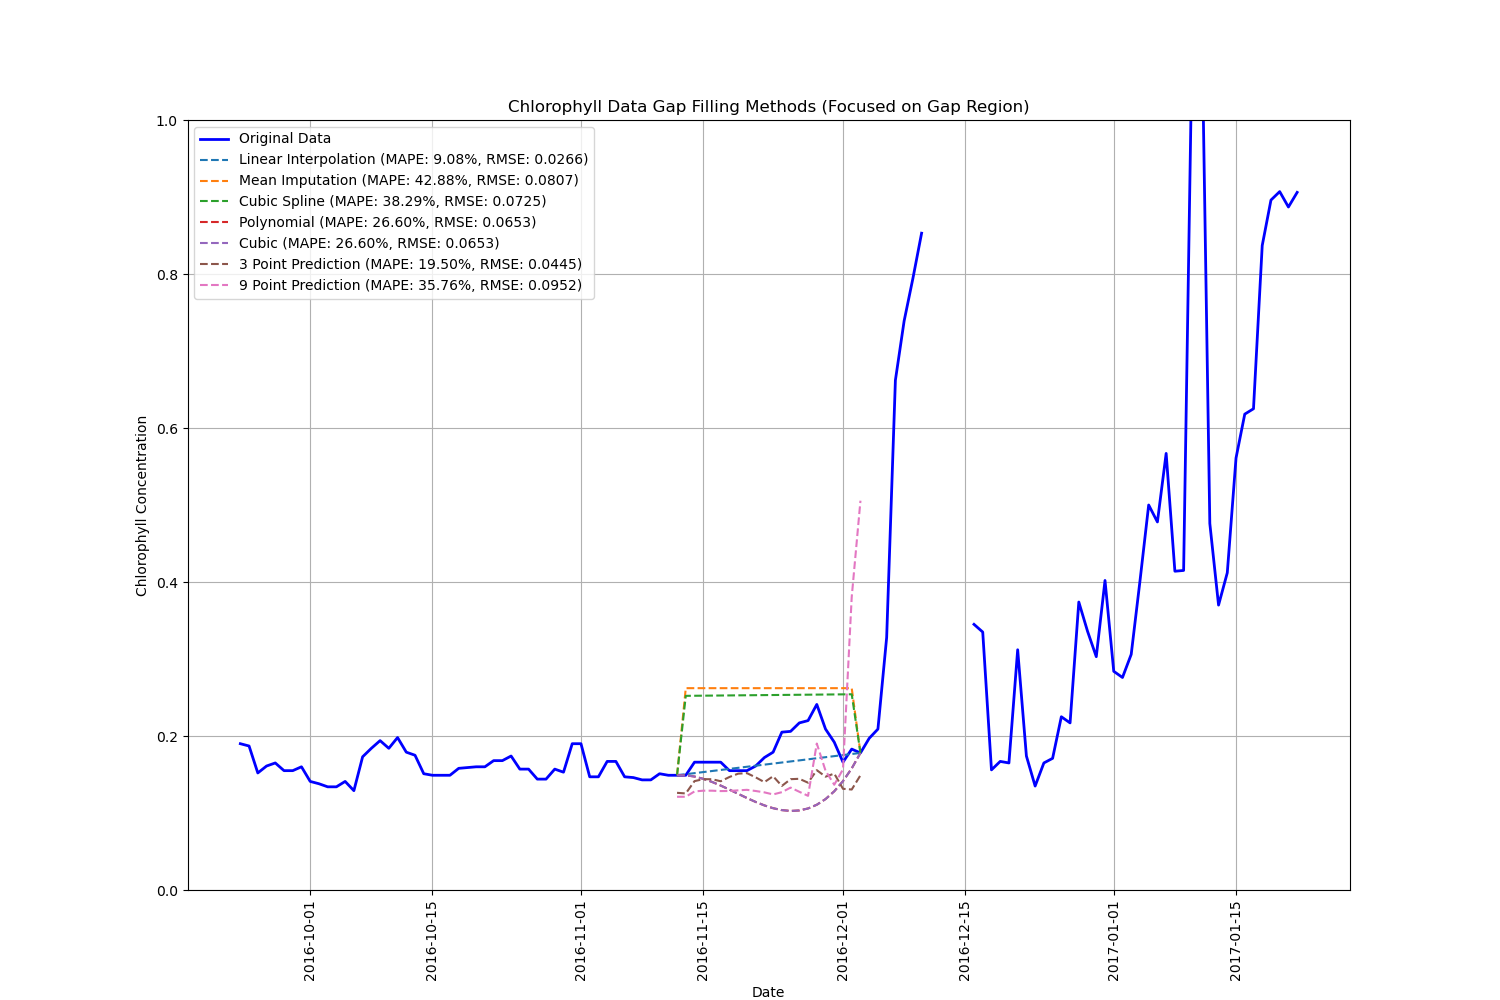 Chlorophyll Data Gap Filling Methods (Focused on Gap Region)
Original Data
Linear Interpolation (MAPE: 9.08%, RMSE: 0.0266)
Mean Imputation (MAPE: 42.88%, RMSE: 0.0807)
Cubic Spline (MAPE: 38.29%, RMSE: 0.0725)
Polynomial (MAPE: 26.60%, RMSE: 0.0653)
Cubic (MAPE: 26.60%, RMSE: 0.0653)
3 Point Prediction (MAPE: 19.50%, RMSE: 0.0445)
9 Point Prediction (MAPE: 35.76%, RMSE: 0.0952)
Chlorophyll Concentration
1.0
0.8
0.6
0.4
0.2
0.0
2016-10-01
2016-10-15
2016-11-01
2016-11-15
2016-12-01
2016-12-15
2017-01-01
2017-01-15
Date